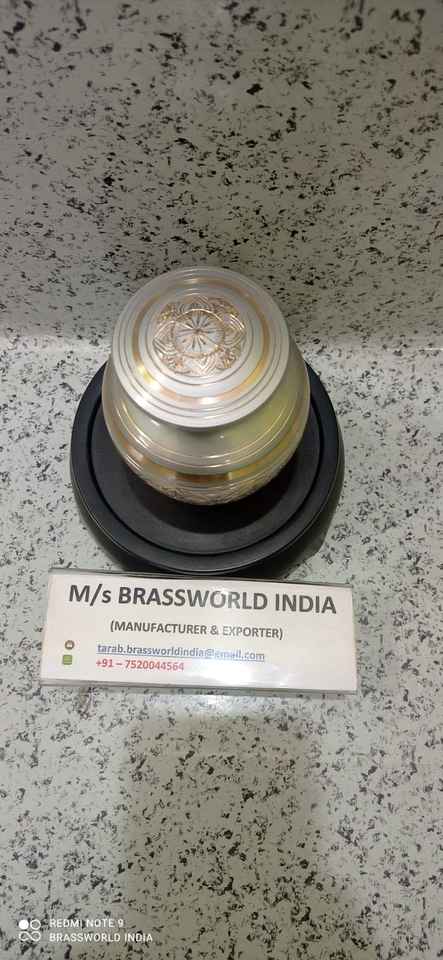 M/s BRASSWORLD INDIA
(MANUFACTURER & EXPORTER)
tarab.brassworldindia@gmail.com
+91 – 7520044564
REDMI NOTE 9
BRASSWORLD INDIA